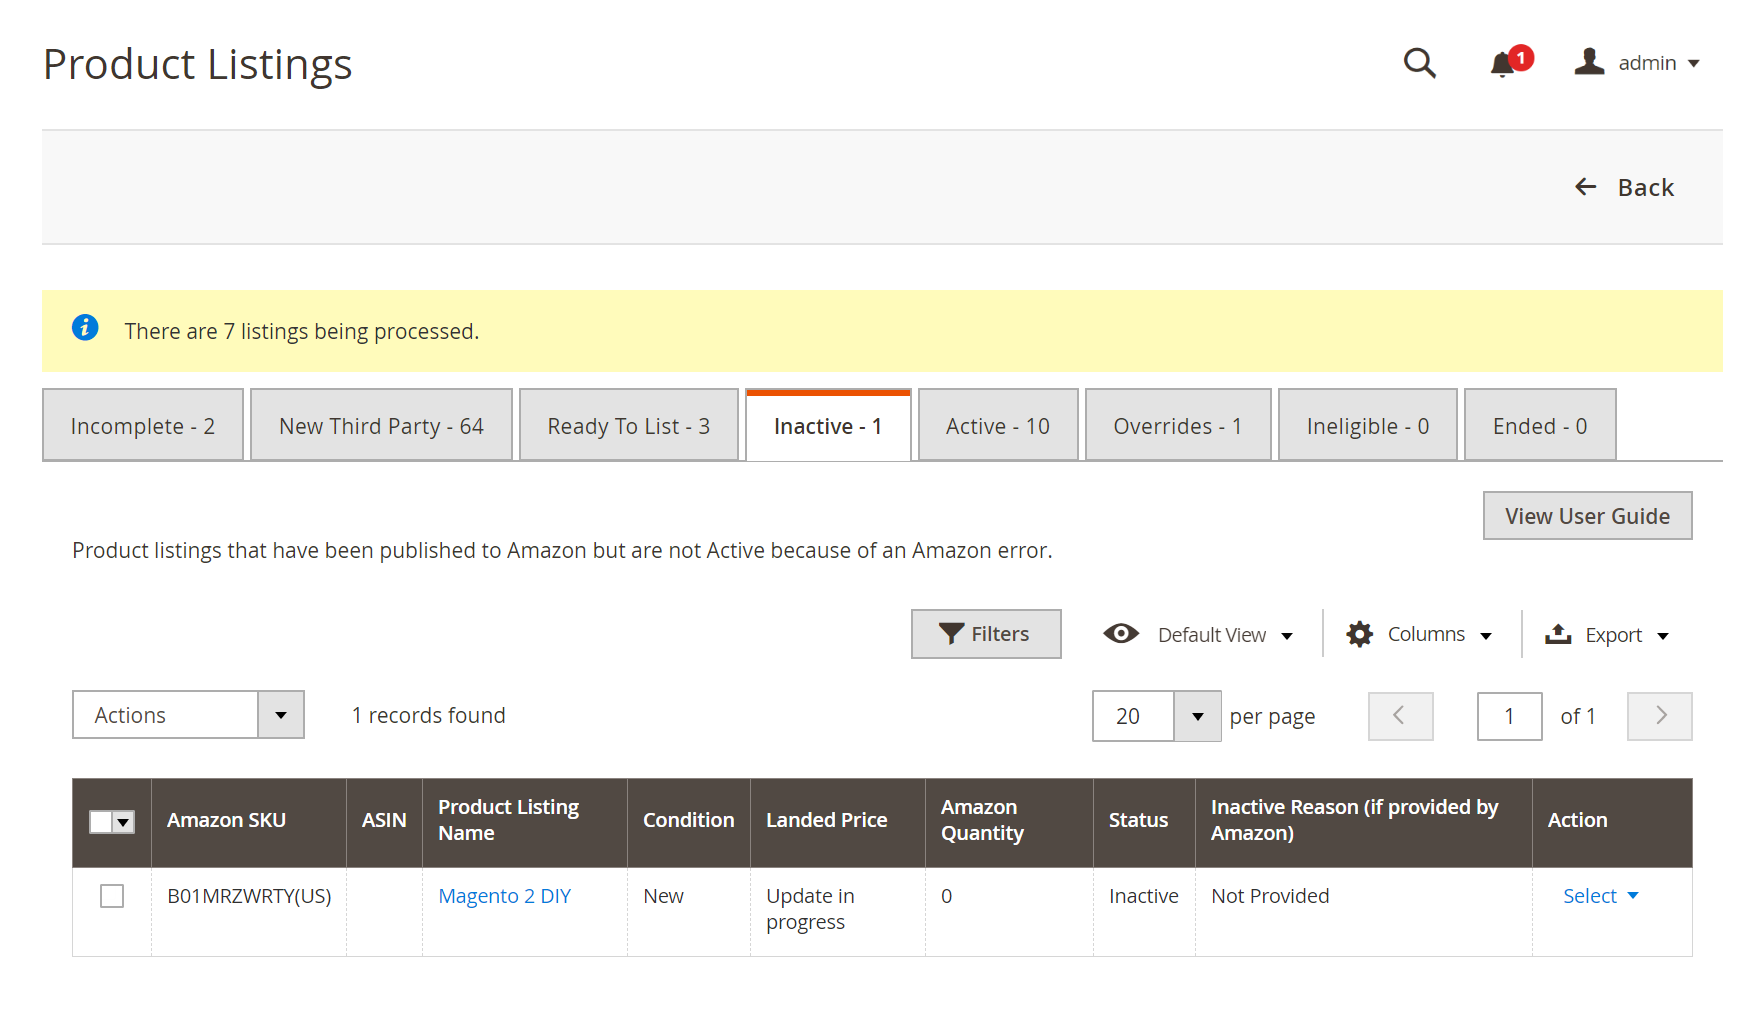 Product Listings
1
admin
Back
There are 7 listings being processed.
Incomplete - 2
New Third Party - 64
Ready To List - 3
Inactive - 1
Active - 10
Overrides - 1
Ineligible - 0
Ended - 0
View User Guide
Product listings that have been published to Amazon but are not Active because of an Amazon error.
Filters
Default View
Columns
Export
Actions
1 records found
20
per page
1
of 1
Amazon SKU
ASIN
Product Listing
Name
Condition
Landed Price
Amazon
Quantity
Status
Inactive Reason (if provided by
Amazon)
Action
B01MRZWRTY(US)
Magento 2 DIY
New
Update in
progress
0
Inactive
Not Provided
Select